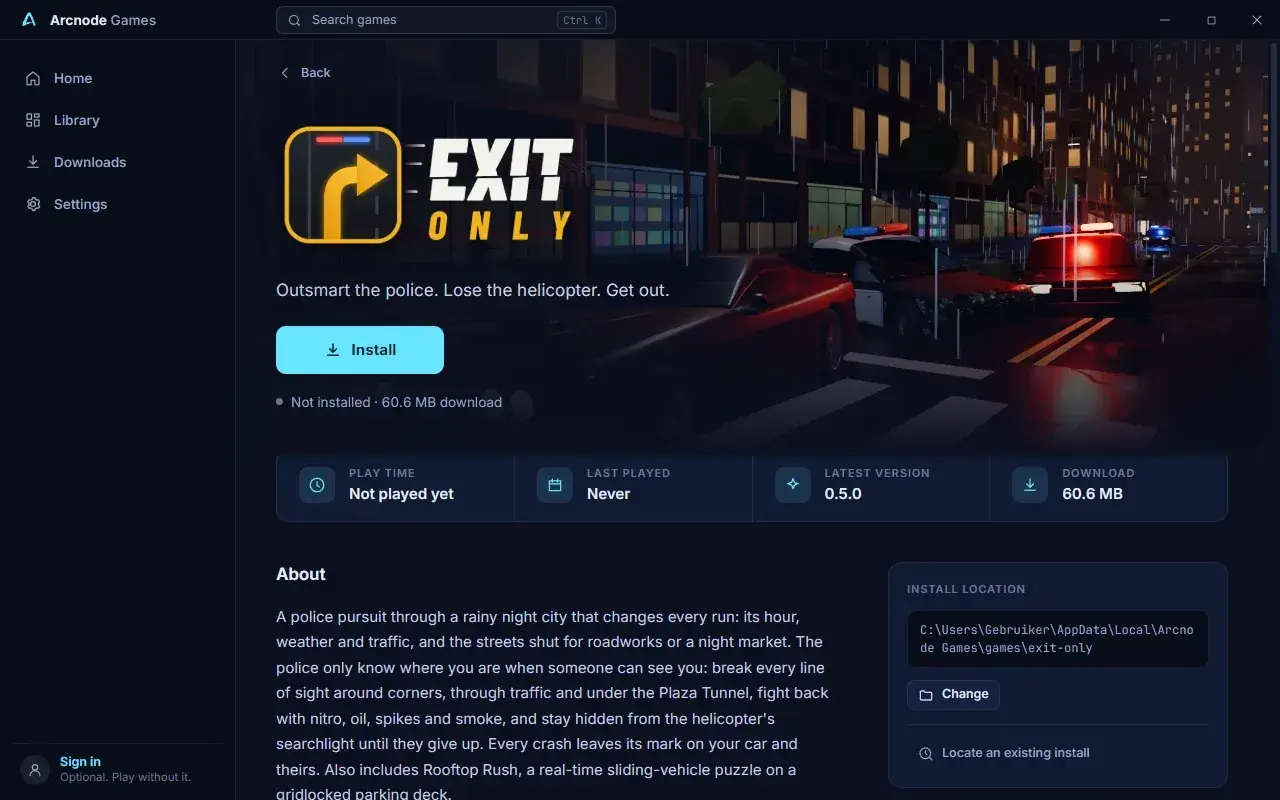 Arcnode Games
Search games
Ctrl K
Home
Library
Downloads
Settings
Back
EXIT
ONLY
Outsmart the police. Lose the helicopter. Get out.
Install
Not installed · 60.6 MB download
PLAY TIME
Not played yet
LAST PLAYED
Never
LATEST VERSION
0.5.0
DOWNLOAD
60.6 MB
About
A police pursuit through a rainy night city that changes every run: its hour,
weather and traffic, and the streets shut for roadworks or a night market. The
police only know where you are when someone can see you: break every line
of sight around corners, through traffic and under the Plaza Tunnel, fight back
with nitro, oil, spikes and smoke, and stay hidden from the helicopter's
searchlight until they give up. Every crash leaves its mark on your car and
theirs. Also includes Rooftop Rush, a real-time sliding-vehicle puzzle on a
gridlocked parking deck.
INSTALL LOCATION
C:\Users\Gebruiker\AppData\Local\Arcno
de Games\games\exit-only
Change
Locate an existing install
Sign in
Optional. Play without it.